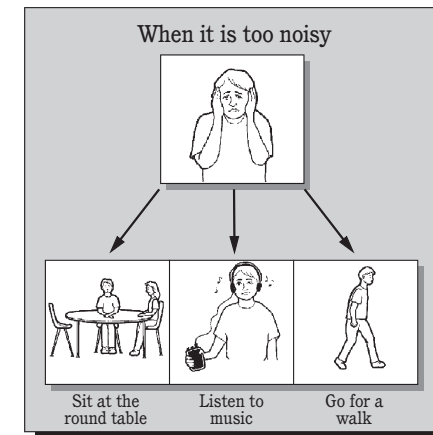 When it is too noisy
Sit at the
round table
Listen to
music
Go for a
walk